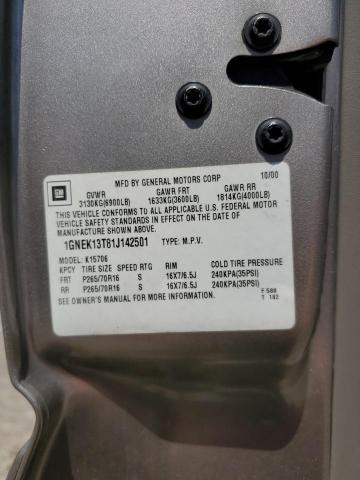 MFD BY GENERAL MOTORS CORP 10/00
GM GVWR GAWR FRT GAWR RR
3130KG(6900LB) 1633KG(3600LB) 1814KG(4000LB)
THIS VEHICLE CONFORMS TO ALL APPLICABLE U.S. FEDERAL MOTOR
VEHICLE SAFETY STANDARDS IN EFFECT ON THE DATE OF
MANUFACTURE SHOWN ABOVE.
1GNEK13T81J142501 TYPE: M.P.V.
MODEL: K15706
KPCY TIRE SIZE SPEED RTG RIM COLD TIRE PRESSURE
FRT P265/70R16 S 16X7/6.5J 240KPA(35PSI)
RR P265/70R16 S 16X7/6.5J 240KPA(35PSI)
SEE OWNER'S MANUAL FOR MORE INFORMATION. F 588
T 182